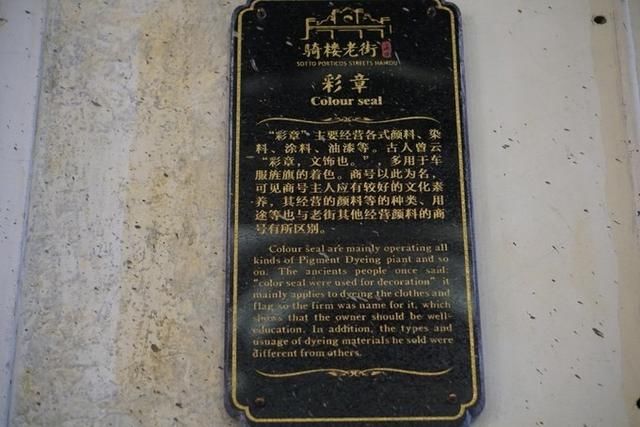 骑楼老街
SOTTO PORTICOS STREETS HAIKOU
彩章
Colour seal
“彩章”主要经营各式颜料、染
料、涂料、油漆等。古人曾云
“彩章，文饰也。”，多用于车
服旌旗的着色。商号以此为名，
可见商号主人应有较好的文化素
养，其经营的颜料等的种类、用
途等也与老街其他经营颜料的商
号有所区别。
Colour seal are mainly operating all
kinds of Pigment Dyeing piant and so
on. The ancients people once said:
“color seal were used for decoration” it
mainly applies to dyeing the clothes and
flag so the firm was name for it, which
shows that the owner should be well-
education. In addition, the types and
usuage of dyeing materials he sold were
different from others.